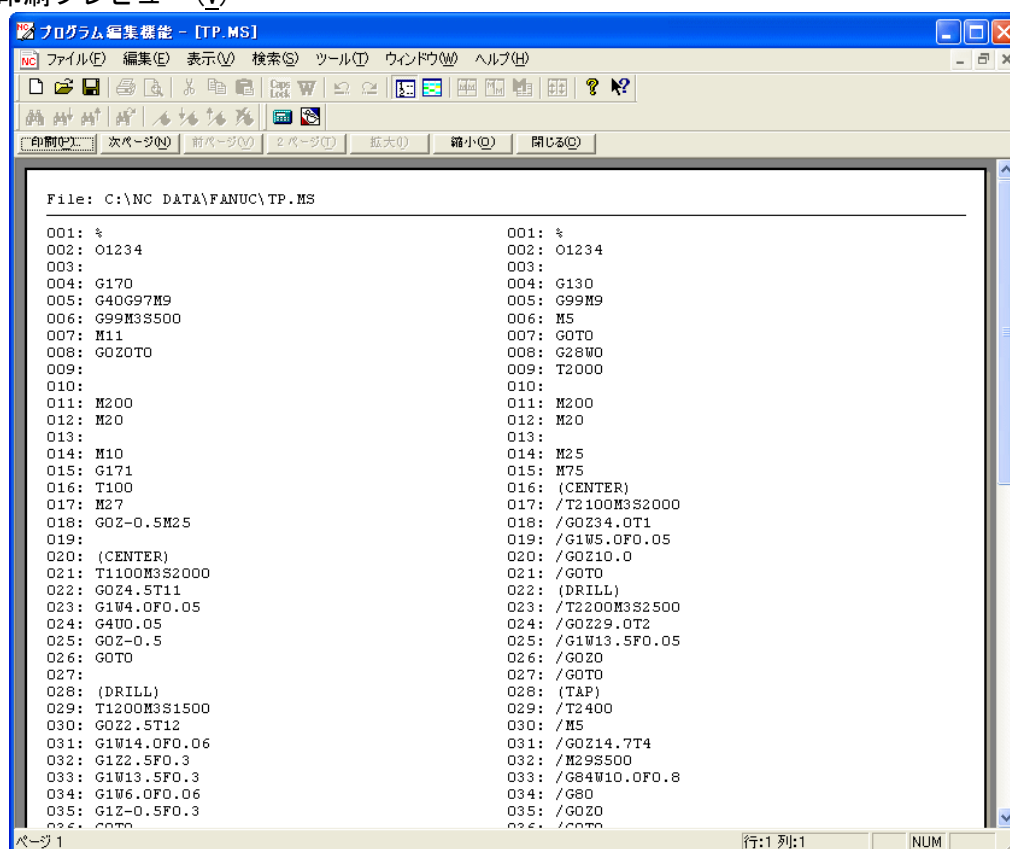 印刷プレビュー(V)
プログラム編集機能 - [TP.MS]
ファイル(F) 編集(E) 表示(V) 検索(S) ツール(T) ウィンドウ(W) ヘルプ(H)
印刷(P)... 次ページ(N) 前ページ(V) 2ページ(T) 拡大(I) 縮小(O) 閉じる(C)
File: C:\NC DATA\FANUC\TP.MS
001: %
002: O1234
003:
004: G170
005: G40G97M9
006: G99M3S500
007: M11
008: G0Z0T0
009:
010:
011: M200
012: M20
013:
014: M10
015: G171
016: T100
017: M27
018: G0Z-0.5M25
019:
020: (CENTER)
021: T1100M3S2000
022: G0Z4.5T11
023: G1W4.0F0.05
024: G4U0.05
025: G0Z-0.5
026: G0T0
027:
028: (DRILL)
029: T1200M3S1500
030: G0Z2.5T12
031: G1W14.0F0.06
032: G1Z2.5F0.3
033: G1W13.5F0.3
034: G1W6.0F0.06
035: G1Z-0.5F0.3
036: G0T0
001: %
002: O1234
003:
004: G130
005: G99M9
006: M5
007: G0T0
008: G28W0
009: T2000
010:
011: M200
012: M20
013:
014: M25
015: M75
016: (CENTER)
017: /T2100M3S2000
018: /G0Z34.0T1
019: /G1W5.0F0.05
020: /G0Z10.0
021: /G0T0
022: (DRILL)
023: /T2200M3S2500
024: /G0Z29.0T2
025: /G1W13.5F0.05
026: /G0Z0
027: /G0T0
028: (TAP)
029: /T2400
030: /M5
031: /G0Z14.7T4
032: /M29S500
033: /G84W10.0F0.8
034: /G80
035: /G0Z0
036: /G0T0
ページ 1 行:1 列:1 NUM